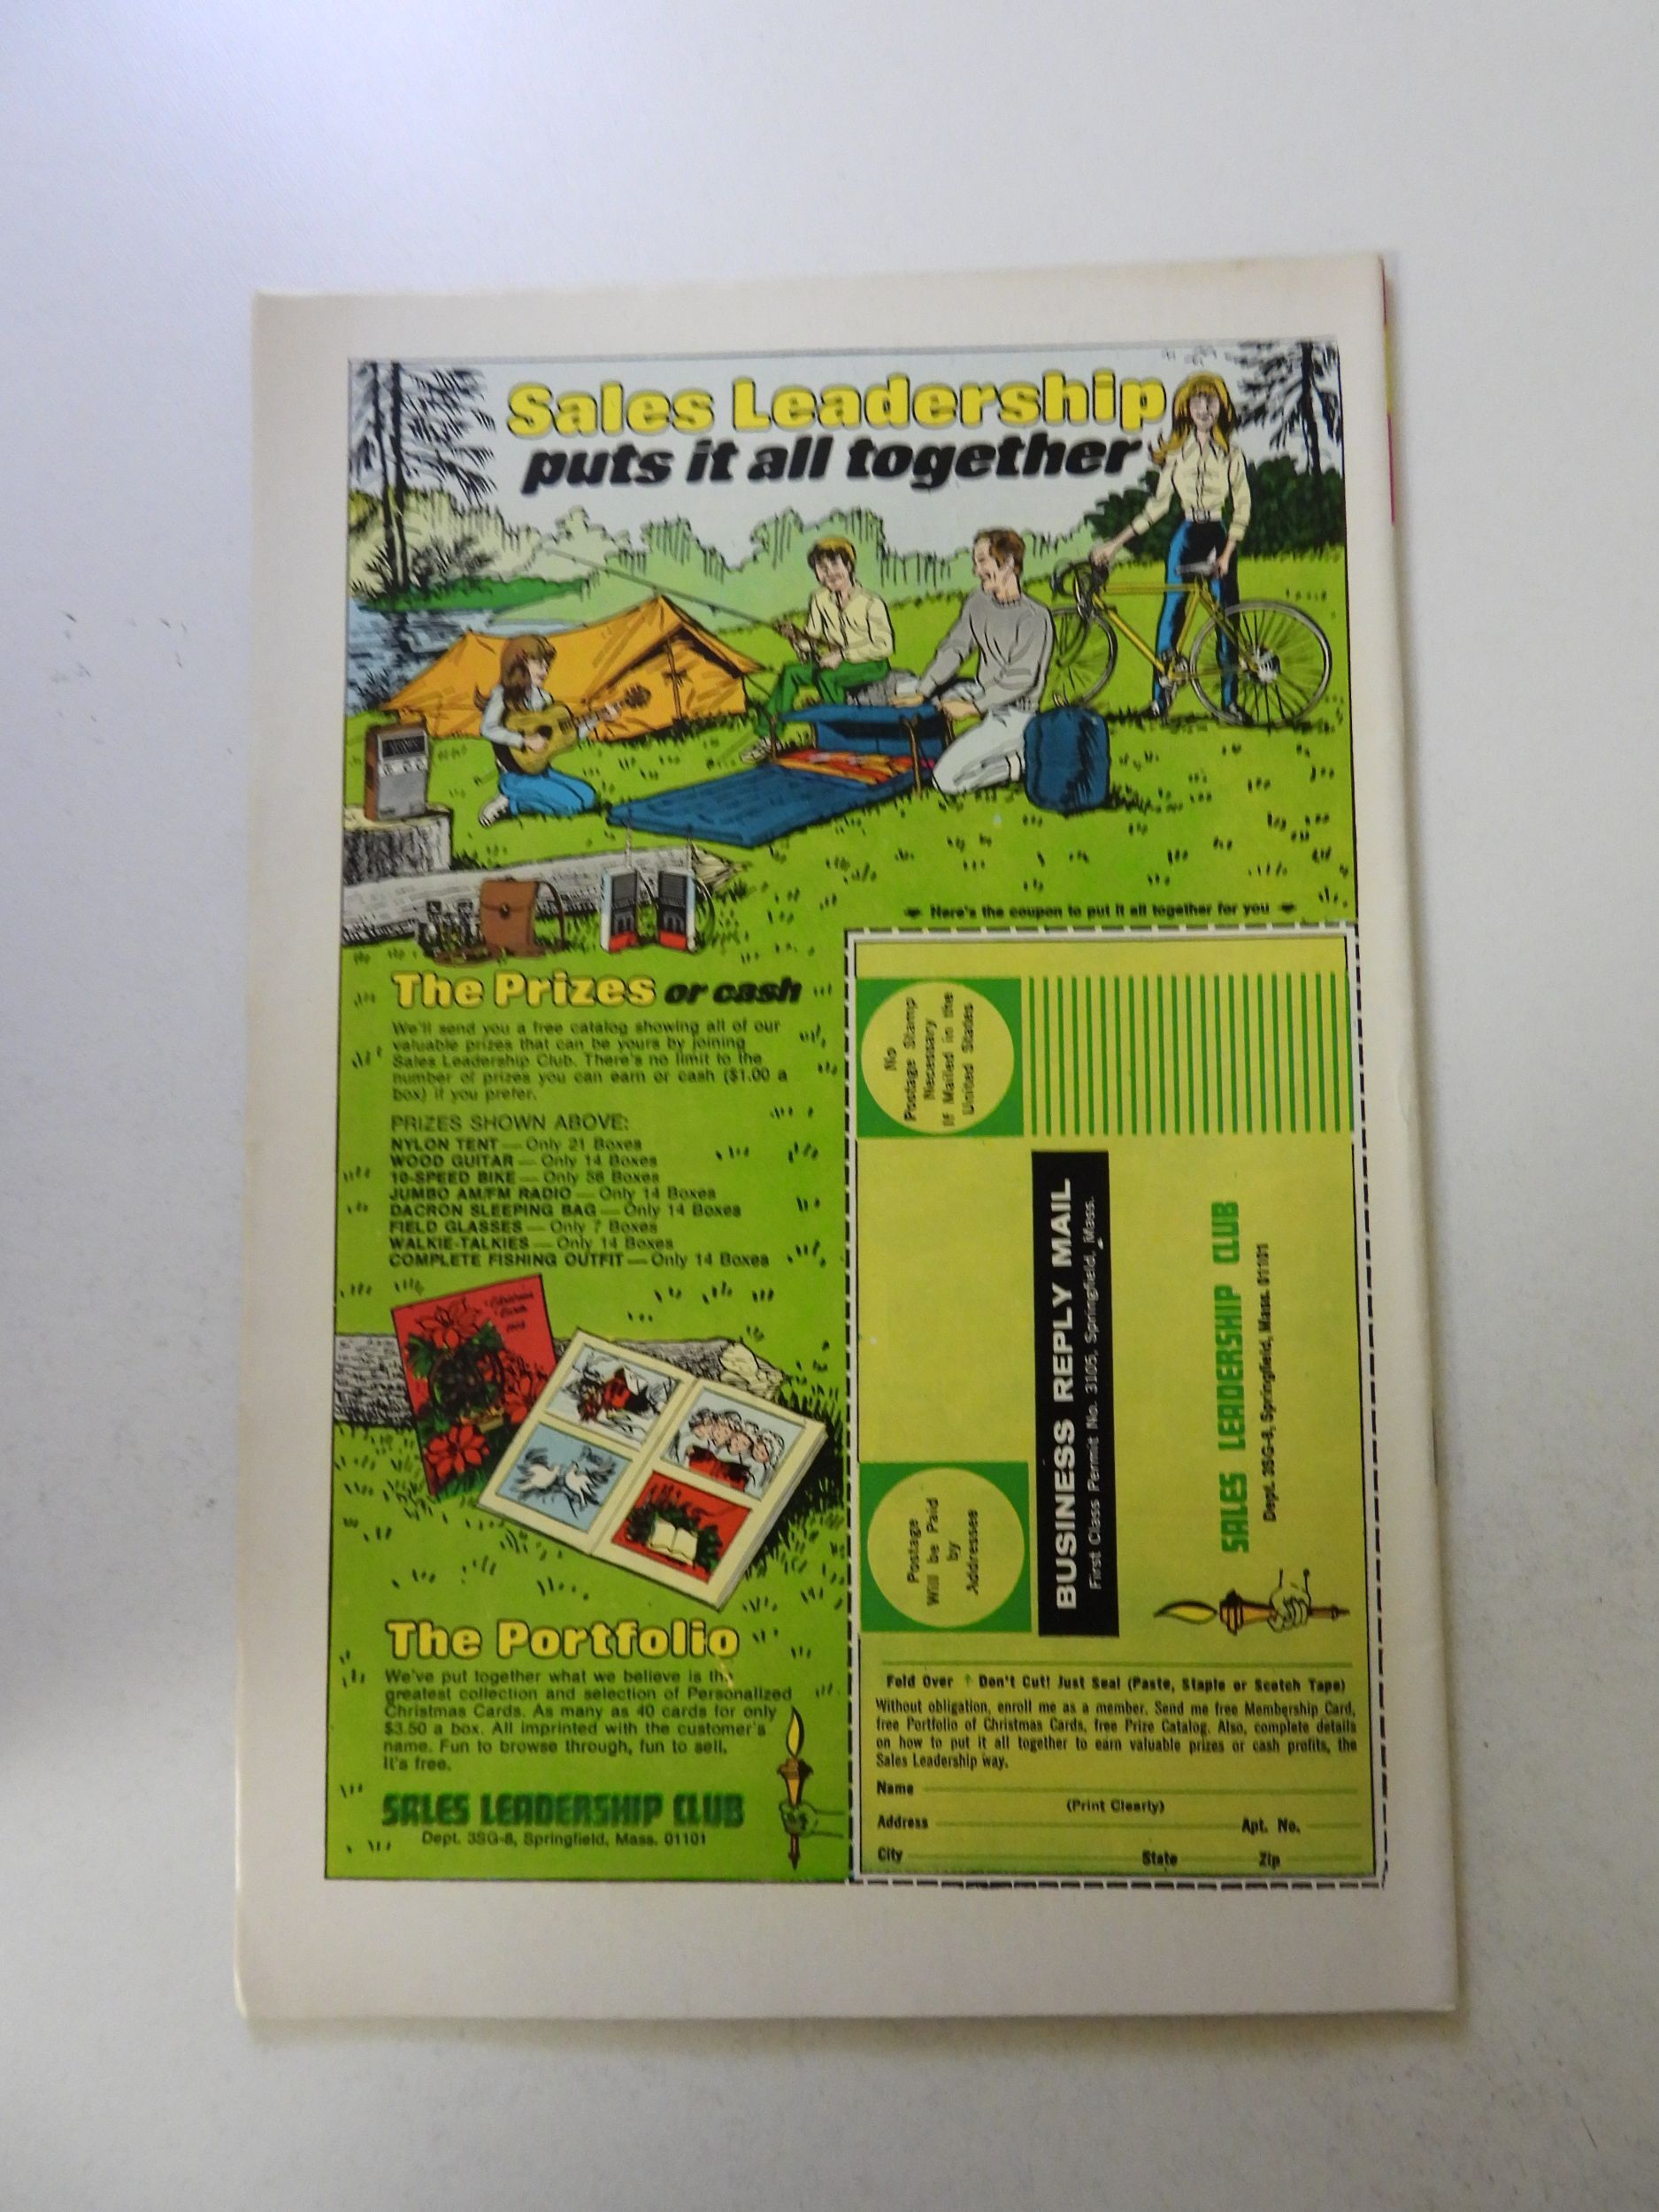 Sales Leadership
puts it all together
Here's the coupon to put it all together for you
The Prizes or cash
We'll send you a free catalog showing all of our
valuable prizes that can be yours by joining
Sales Leadership Club. There's no limit to the
number of prizes you can earn or cash ($1.00 a
box) if you prefer.
PRIZES SHOWN ABOVE:
NYLON TENT — Only 21 Boxes
WOOD GUITAR — Only 14 Boxes
10-SPEED BIKE — Only 56 Boxes
JUMBO AM/FM RADIO — Only 14 Boxes
DACRON SLEEPING BAG — Only 14 Boxes
FIELD GLASSES — Only 7 Boxes
WALKIE-TALKIES — Only 14 Boxes
COMPLETE FISHING OUTFIT — Only 14 Boxes
The Portfolio
We've put together what we believe is the
greatest collection and selection of Personalized
Christmas Cards. As many as 40 cards for only
$3.50 a box. All imprinted with the customer's
name. Fun to browse through, fun to sell.
It's free.
SALES LEADERSHIP CLUB
Dept. 3SG-8, Springfield, Mass. 01101
No
Postage Stamp
Necessary
If Mailed in the
United States
Postage
Will be Paid
by
Addressee
BUSINESS REPLY MAIL
First Class Permit No. 3105, Springfield, Mass.
SALES LEADERSHIP CLUB
Dept. 3SG-8, Springfield, Mass. 01101
Fold Over ↑ Don't Cut! Just Seal (Paste, Staple or Scotch Tape)
Without obligation, enroll me as a member. Send me free Membership Card,
free Portfolio of Christmas Cards, free Prize Catalog. Also, complete details
on how to put it all together to earn valuable prizes or cash profits, the
Sales Leadership way.
Name
(Print Clearly)
Address Apt. No.
City State Zip